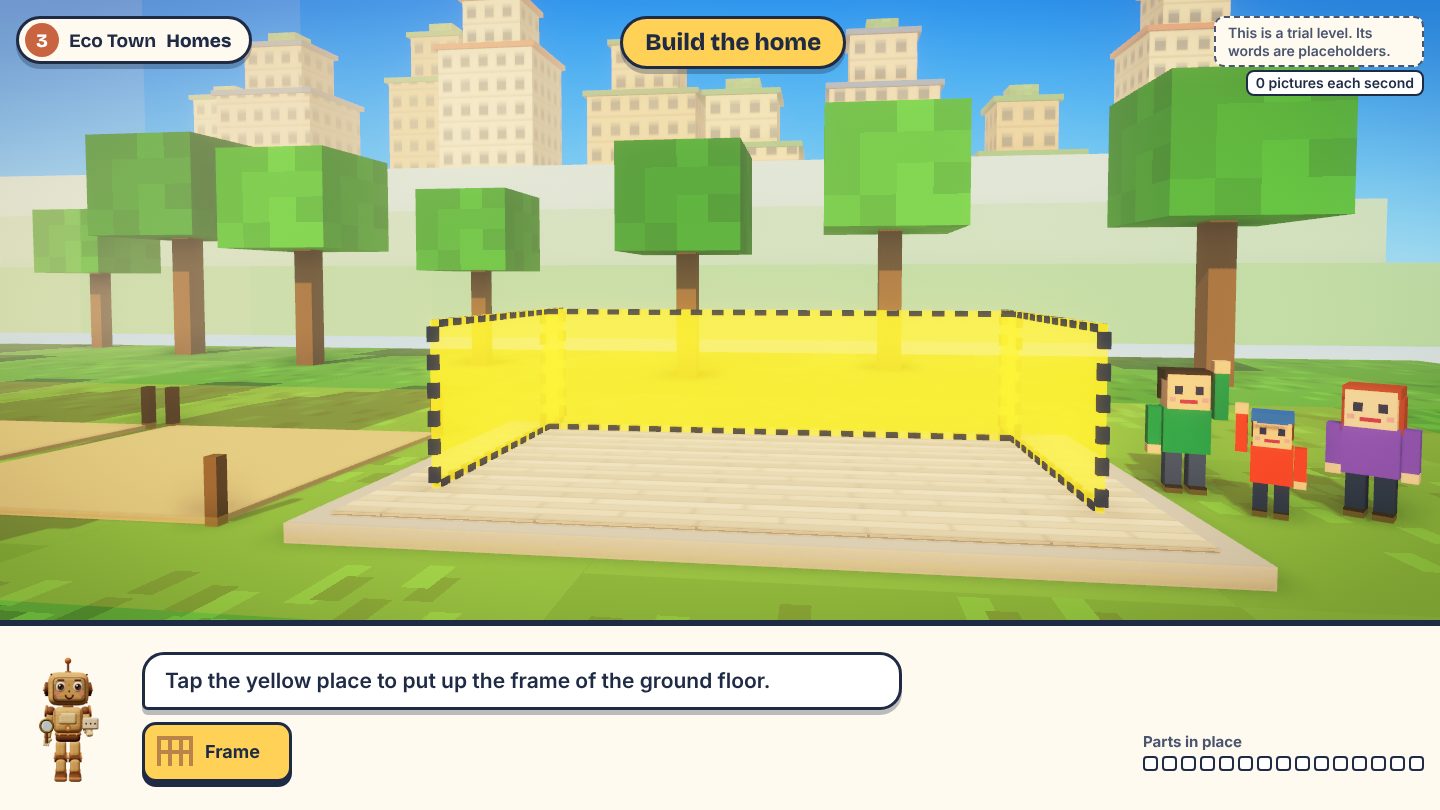 3 Eco Town Homes
Build the home
This is a trial level. Its
words are placeholders.
0 pictures each second
Tap the yellow place to put up the frame of the ground floor.
Frame
Parts in place